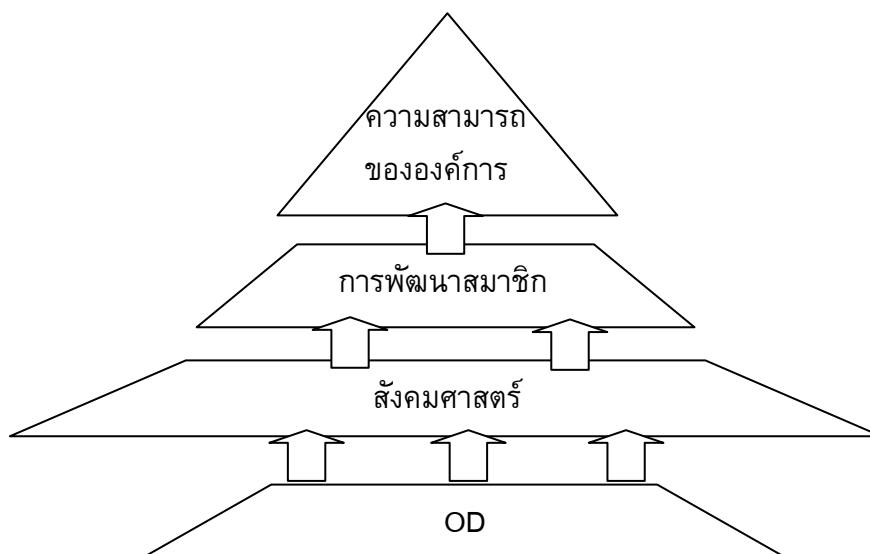 ความสามารถ
ขององค์การ
การพัฒนาสมาชิก
สังคมศาสตร์
OD